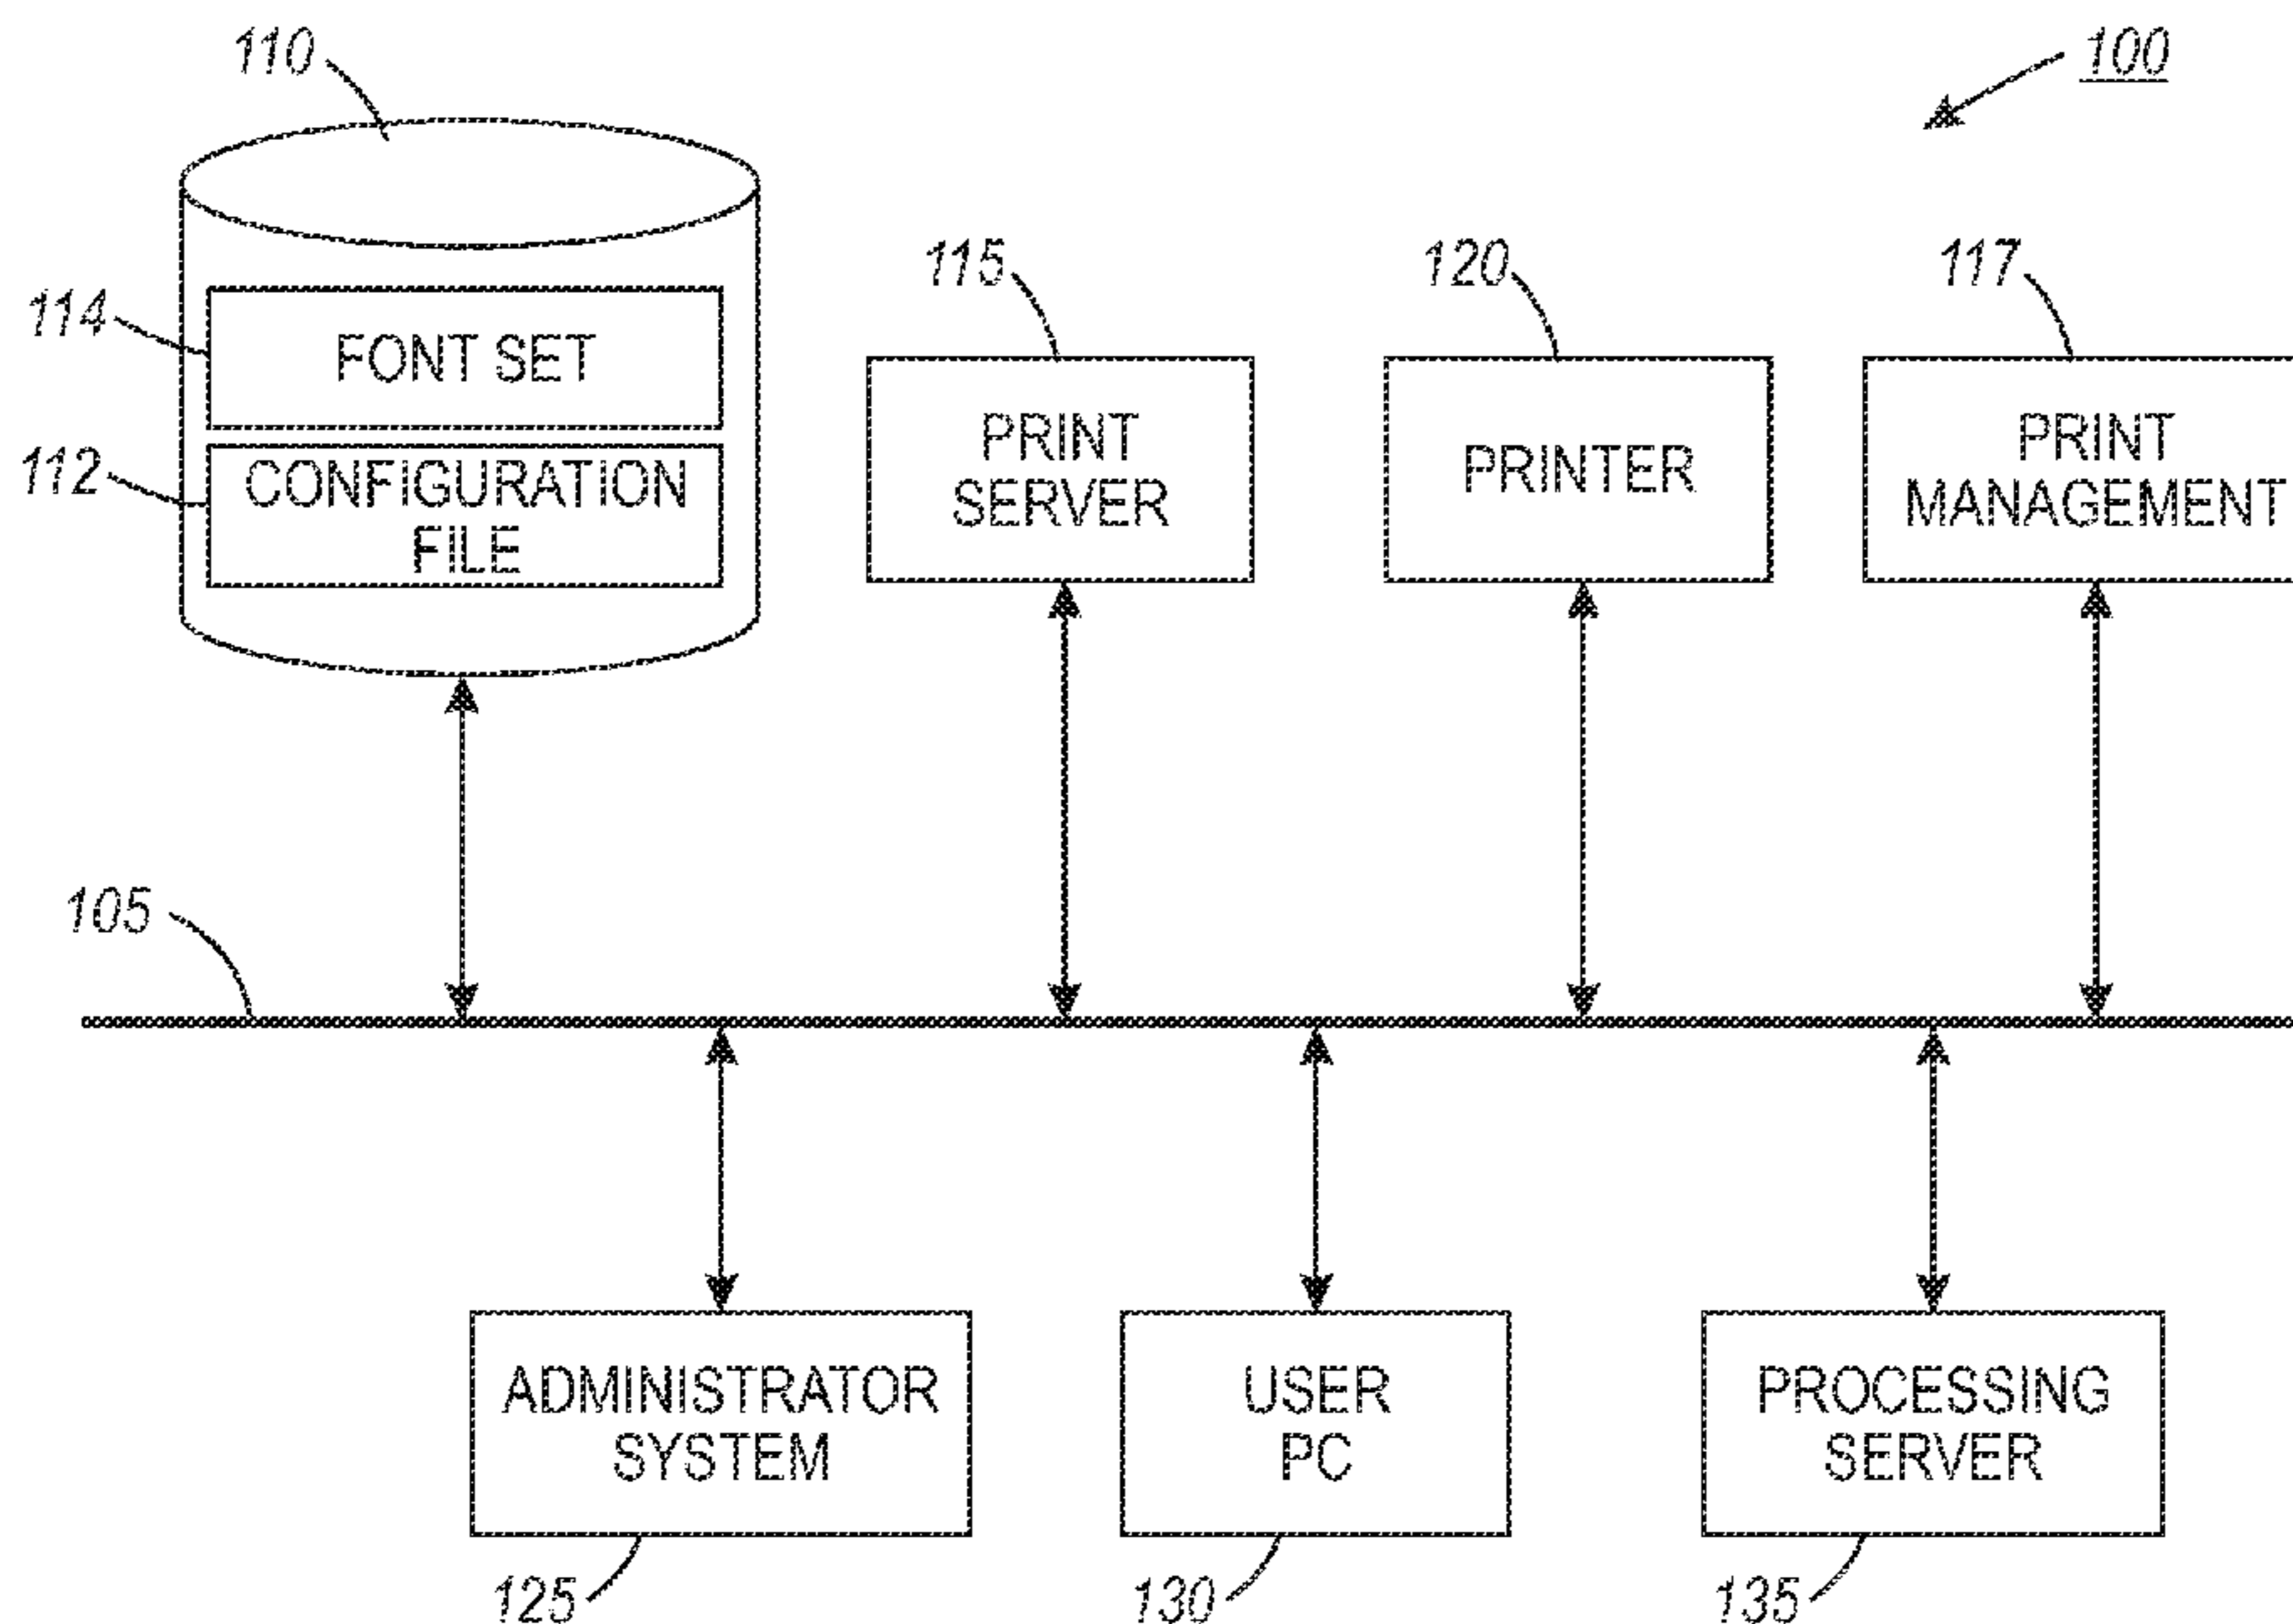 110
100
114
FONT SET
112
CONFIGURATION
FILE
115
PRINT
SERVER
120
PRINTER
117
PRINT
MANAGEMENT
105
ADMINISTRATOR
SYSTEM
125
USER
PC
130
PROCESSING
SERVER
135